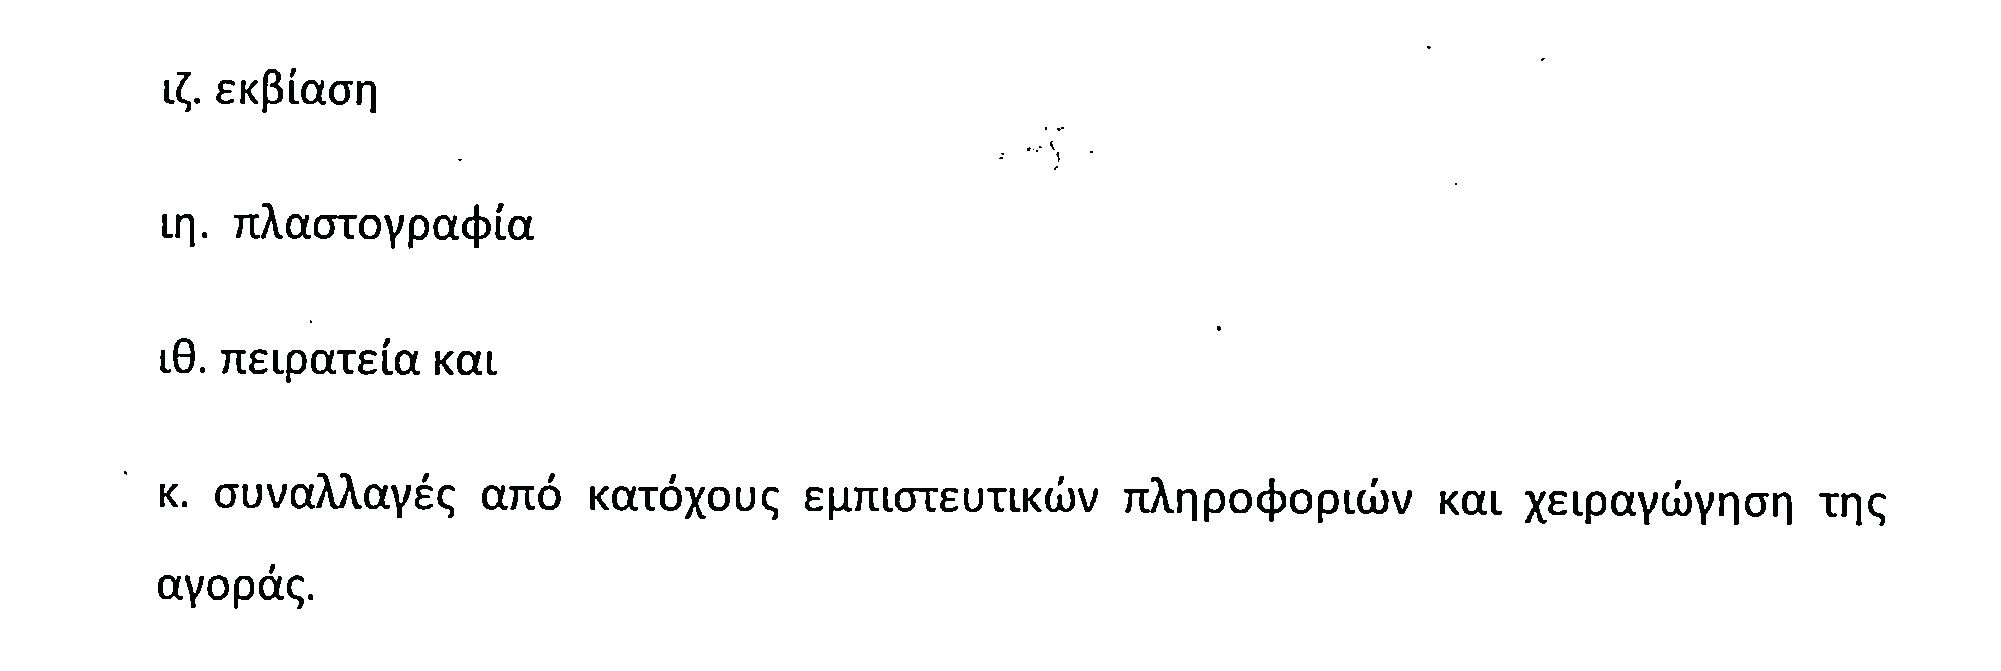 ιζ. εκβίαση
ιη. πλαστογραφία
ιθ. πειρατεία και
κ. συναλλαγές από κατόχους εμπιστευτικών πληροφοριών και χειραγώγηση της
αγοράς.